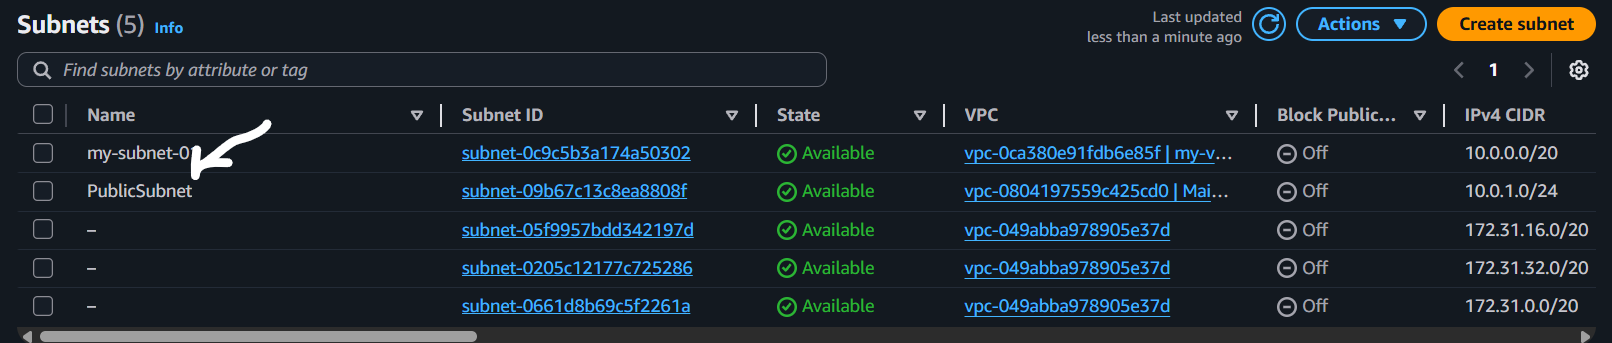 Subnets (5) Info
Last updated
less than a minute ago
Actions
Create subnet
Find subnets by attribute or tag
1
Name Subnet ID State VPC Block Public... IPv4 CIDR
my-subnet-0 subnet-0c9c5b3a174a50302 Available vpc-0ca380e91fdb6e85f | my-v... Off 10.0.0.0/20
PublicSubnet subnet-09b67c13c8ea8808f Available vpc-0804197559c425cd0 | Mai... Off 10.0.1.0/24
– subnet-05f9957bdd342197d Available vpc-049abba978905e37d Off 172.31.16.0/20
– subnet-0205c12177c725286 Available vpc-049abba978905e37d Off 172.31.32.0/20
– subnet-0661d8b69c5f2261a Available vpc-049abba978905e37d Off 172.31.0.0/20